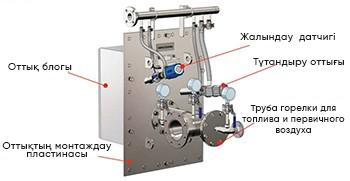 Жалындау датчигі
Тұтандыру оттығы
Оттық блогы
Труба горелки для
топлива и первичного
воздуха
Оттықтың монтаждау
пластинасы